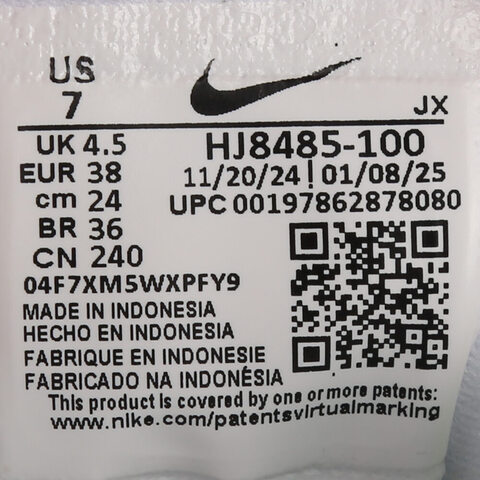 US
7
JX
UK 4.5
EUR 38
cm 24
BR 36
CN 240
HJ8485-100
11/20/24 | 01/08/25
UPC 00197862878080
04F7XM5WXPFY9
MADE IN INDONESIA
HECHO EN INDONESIA
FABRIQUE EN INDONESIE
FABRICADO NA INDONÉSIA
This product is covered by one or more patents:
www.nike.com/patentsvirtualmarking